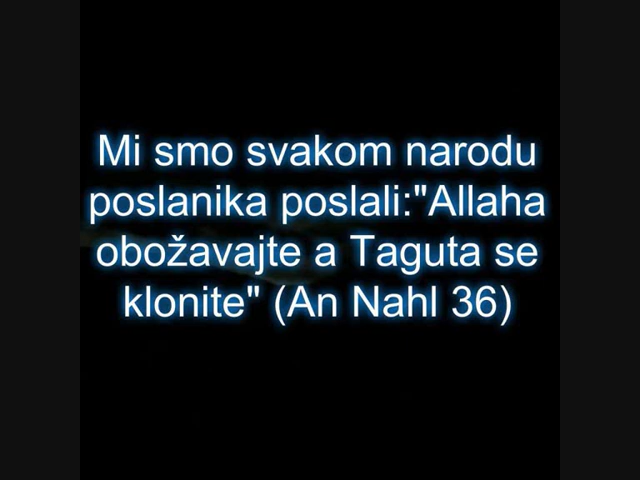 Mi smo svakom narodu
poslanika poslali:"Allaha
obožavajte a Taguta se
klonite" (An Nahl 36)